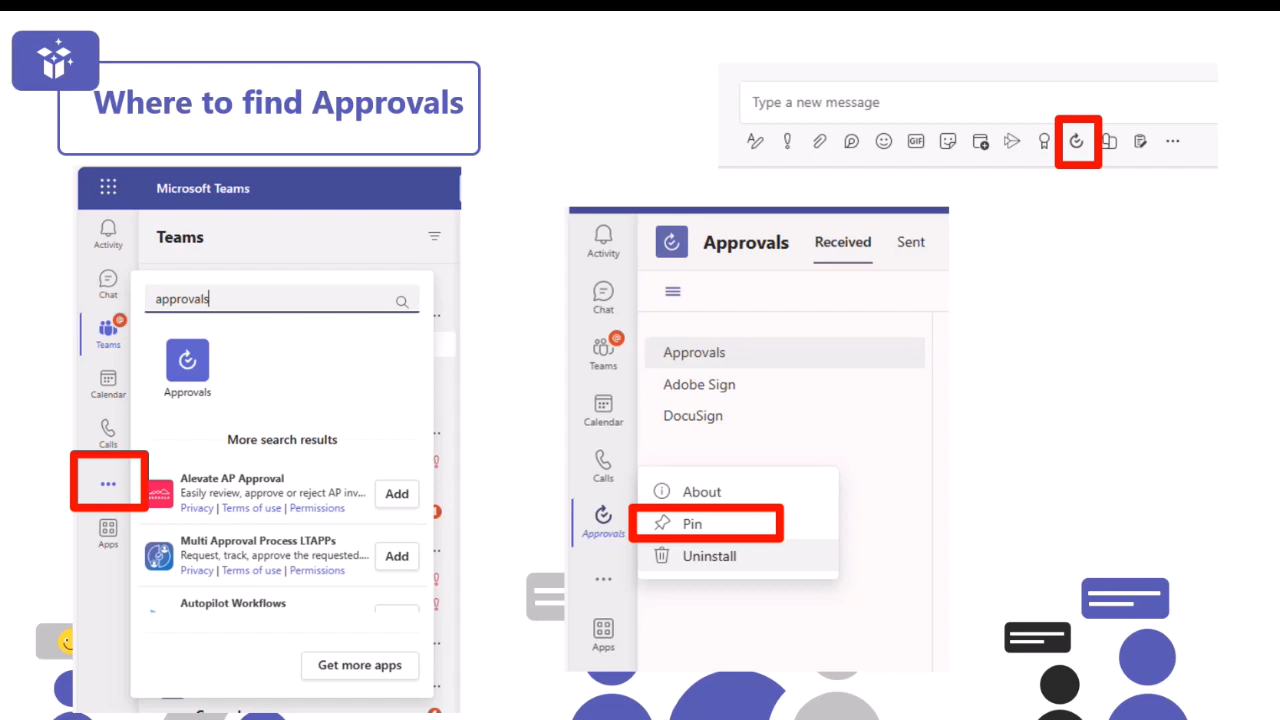 Where to find Approvals
Microsoft Teams
Activity
Chat
Teams
Calendar
Calls
Apps
Teams
approvals
Approvals
More search results
Alevate AP Approval
Easily review, approve or reject AP inv...
Privacy | Terms of use | Permissions
Add
Multi Approval Process LTAPPs
Request, track, approve the requested....
Privacy | Terms of use | Permissions
Add
Autopilot Workflows
Get more apps
Type a new message
GIF
Activity
Chat
Teams
Calendar
Calls
Approvals
Apps
Approvals Received Sent
Approvals
Adobe Sign
DocuSign
About
Pin
Uninstall